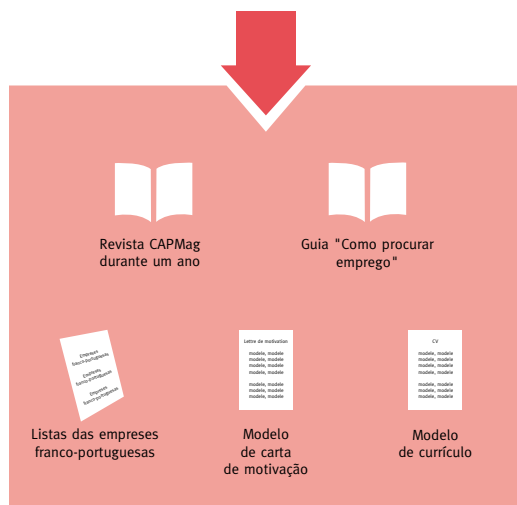 Revista CAPMag
durante um ano
Guia "Como procurar
emprego"
Empreses
franco-portuguesas
Empreses
franco-portuguesas
Empreses
franco-portuguesas
Listas das empreses
franco-portuguesas
Lettre de motivation
modele, modele
modele, modele
modele, modele
modele, modele
modele, modele
modele, modele
modele, modele
Modelo
de carta
de motivação
CV
modele, modele
modele, modele
modele, modele
modele, modele
modele, modele
modele, modele
modele, modele
Modelo
de currículo